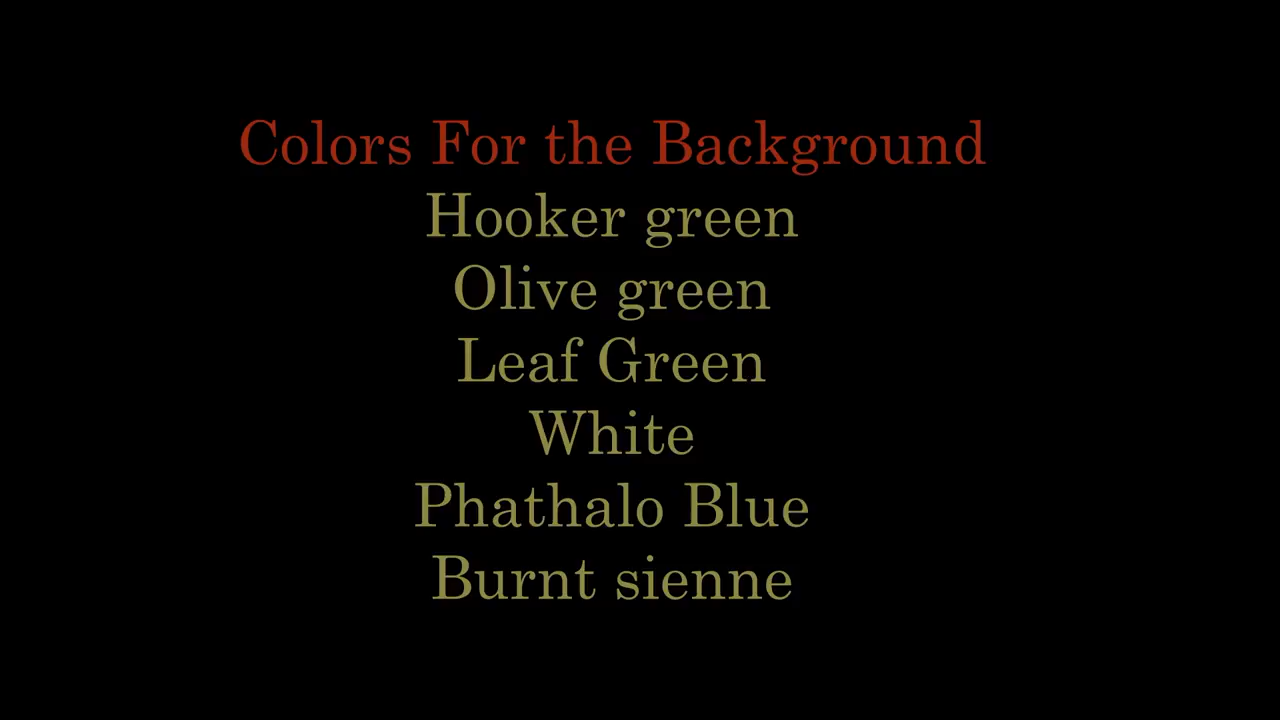 Colors For the Background
Hooker green
Olive green
Leaf Green
White
Phathalo Blue
Burnt sienne